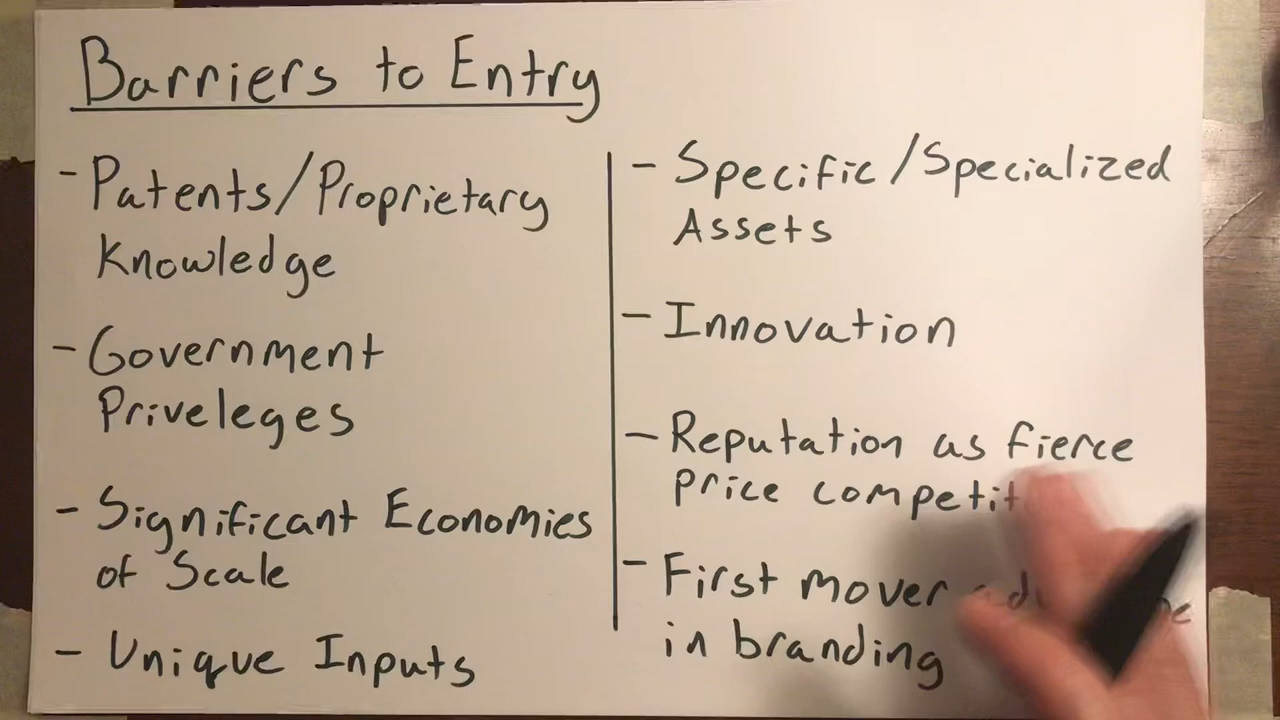 Barriers to Entry
- Patents/Proprietary
Knowledge
- Government
Priveleges
- Significant Economies
of Scale
- Unique Inputs
- Specific/Specialized
Assets
- Innovation
- Reputation as fierce
price
- First mover
in branding